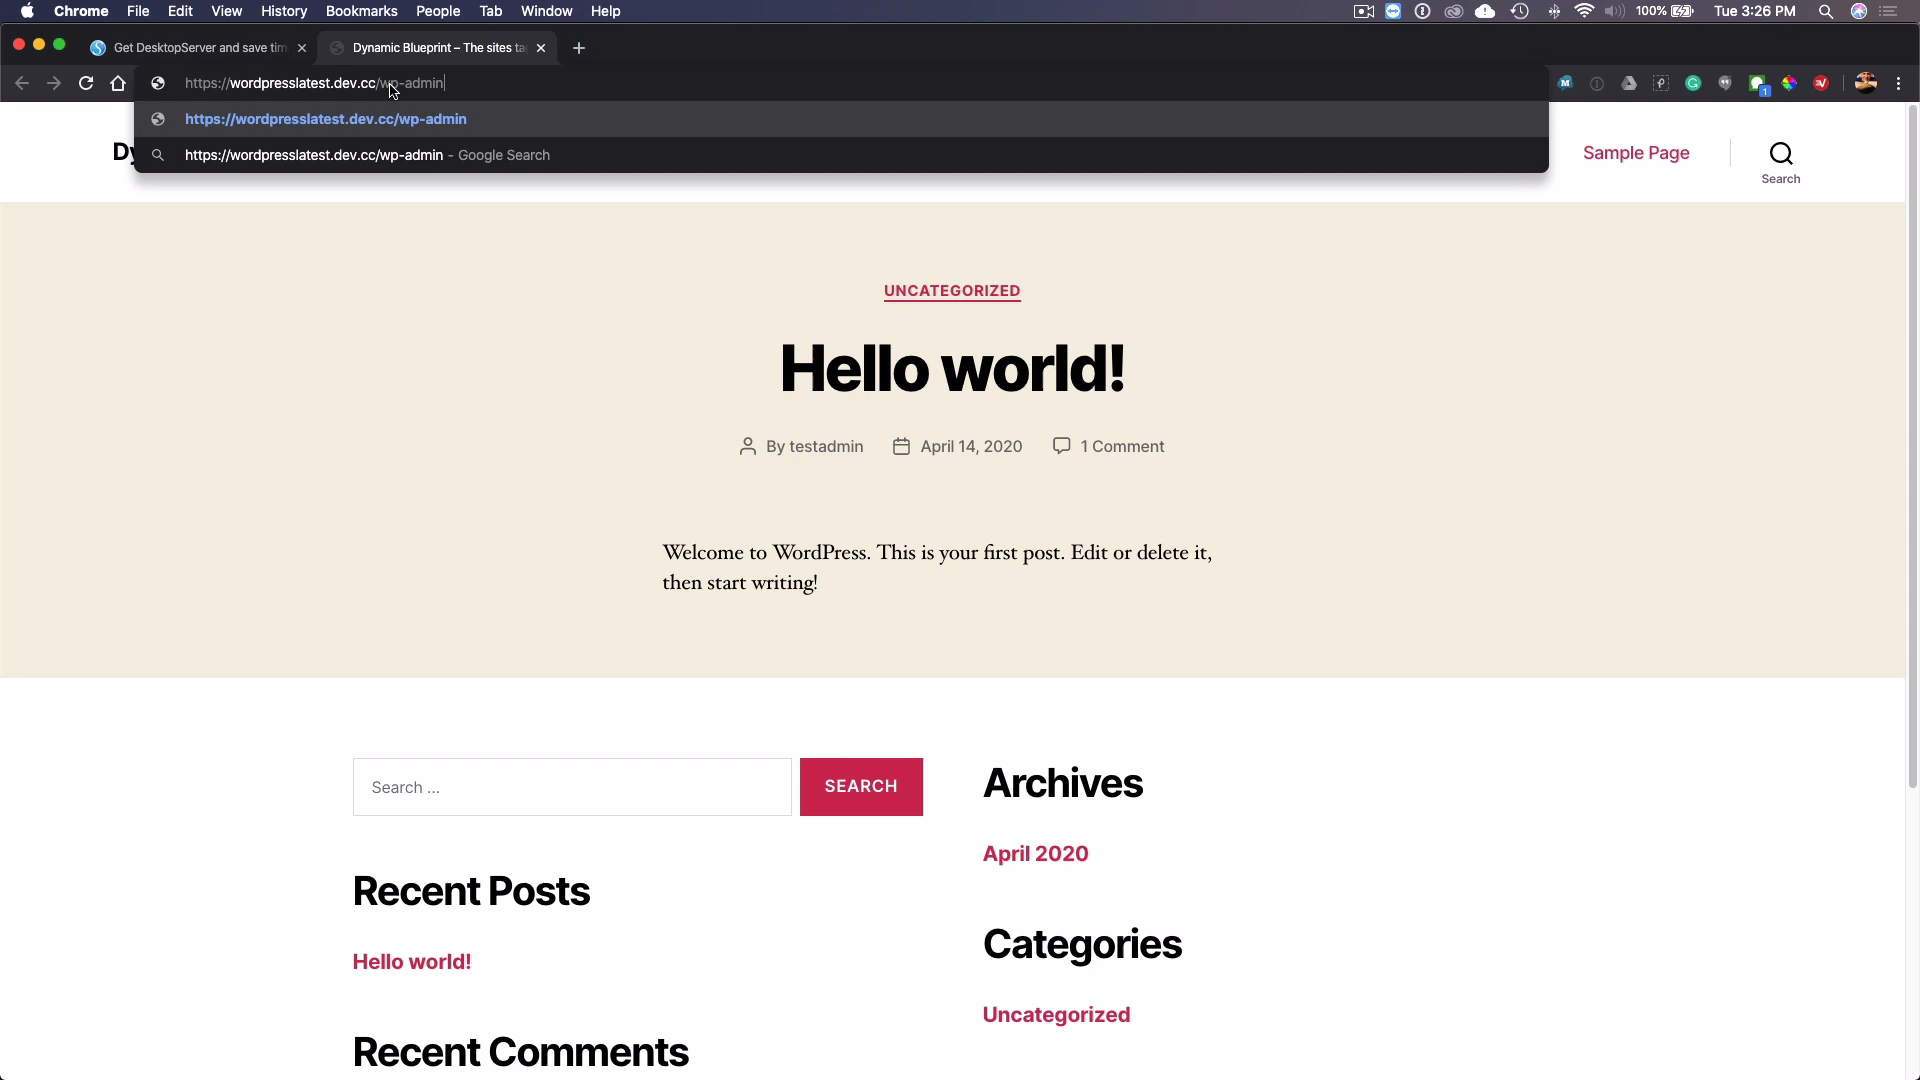 Chrome File Edit View History Bookmarks People Tab Window Help 100% Tue 3:26 PM
Get DesktopServer and save tim
Dynamic Blueprint – The sites ta
https://wordpresslatest.dev.cc/wp-admin
https://wordpresslatest.dev.cc/wp-admin
https://wordpresslatest.dev.cc/wp-admin - Google Search
Dy
Sample Page
Search
UNCATEGORIZED
Hello world!
By testadmin April 14, 2020 1 Comment
Welcome to WordPress. This is your first post. Edit or delete it,
then start writing!
Search ...
SEARCH
Archives
April 2020
Recent Posts
Categories
Hello world!
Uncategorized
Recent Comments